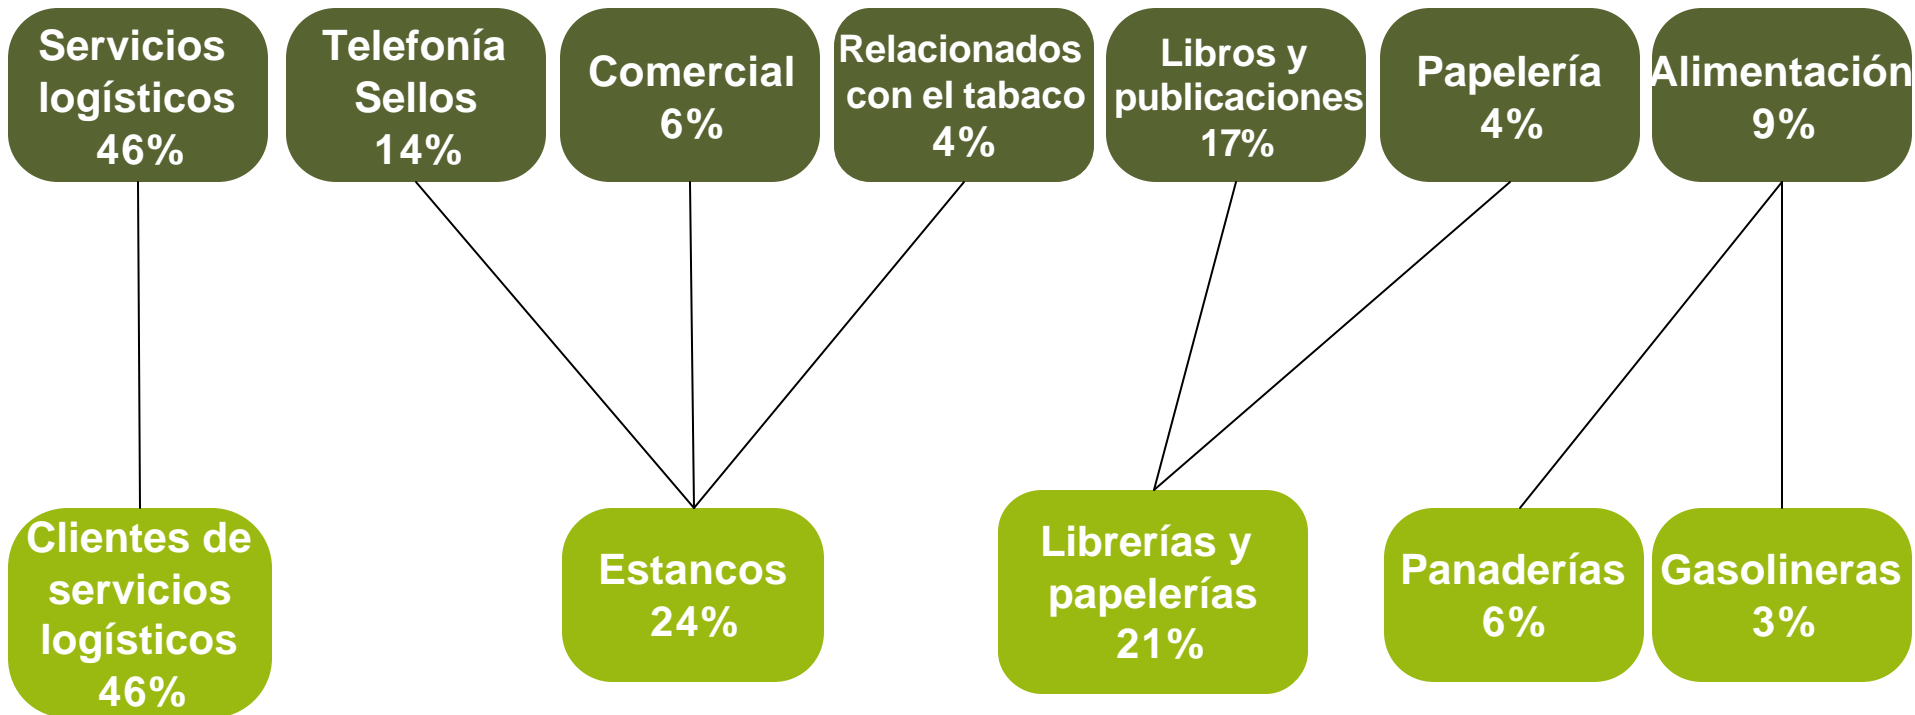 Servicios
logísticos
46%
Telefonía
Sellos
14%
Comercial
6%
Relacionados
con el tabaco
4%
Libros y
publicaciones
17%
Papelería
4%
Alimentación
9%
Clientes de
servicios
logísticos
46%
Estancos
24%
Librerías y
papelerías
21%
Panaderías
6%
Gasolineras
3%